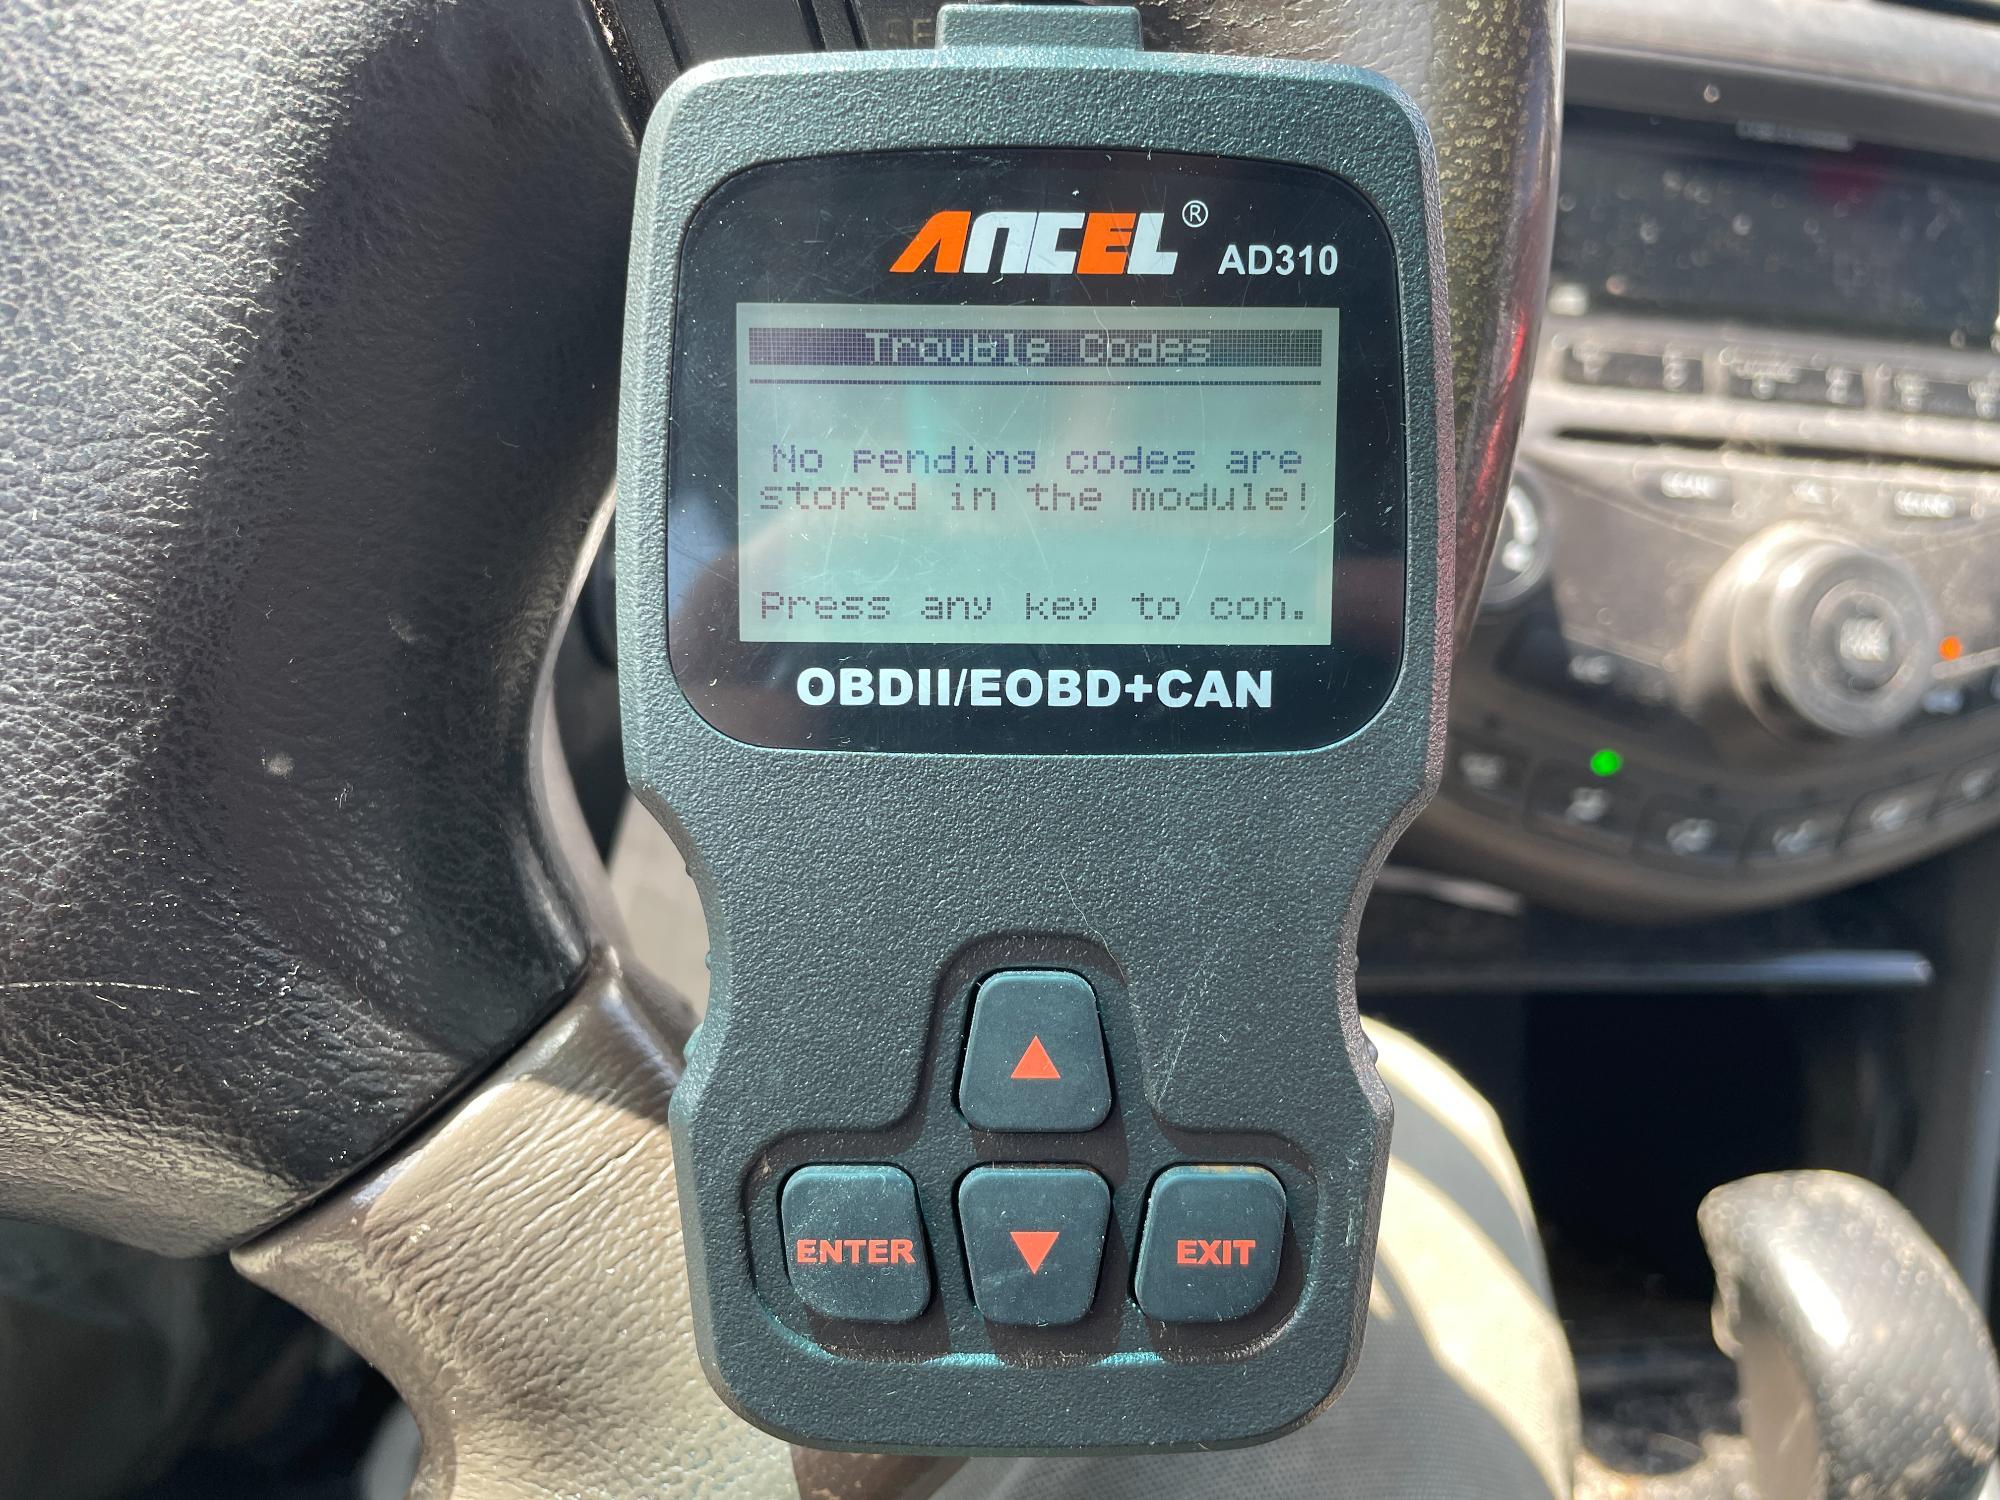 ANCEL® AD310
Trouble Codes
No pending codes are
stored in the module!
Press any key to con.
OBDII/EOBD+CAN
ENTER
EXIT